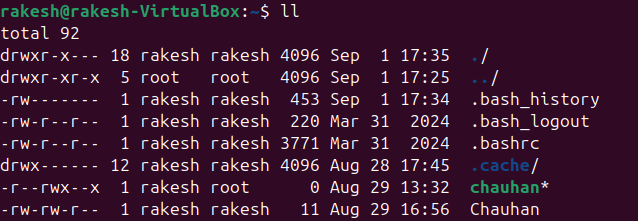 rakesh@rakesh-VirtualBox:~$ ll
total 92
drwxr-x--- 18 rakesh rakesh 4096 Sep  1 17:35 ./
drwxr-xr-x  5 root   root   4096 Sep  1 17:25 ../
-rw-------  1 rakesh rakesh  453 Sep  1 17:34 .bash_history
-rw-r--r--  1 rakesh rakesh  220 Mar 31  2024 .bash_logout
-rw-r--r--  1 rakesh rakesh 3771 Mar 31  2024 .bashrc
drwx------ 12 rakesh rakesh 4096 Aug 28 17:45 .cache/
-r--rwx--x  1 rakesh root      0 Aug 29 13:32 chauhan*
-rw-rw-r--  1 rakesh rakesh   11 Aug 29 16:56 Chauhan